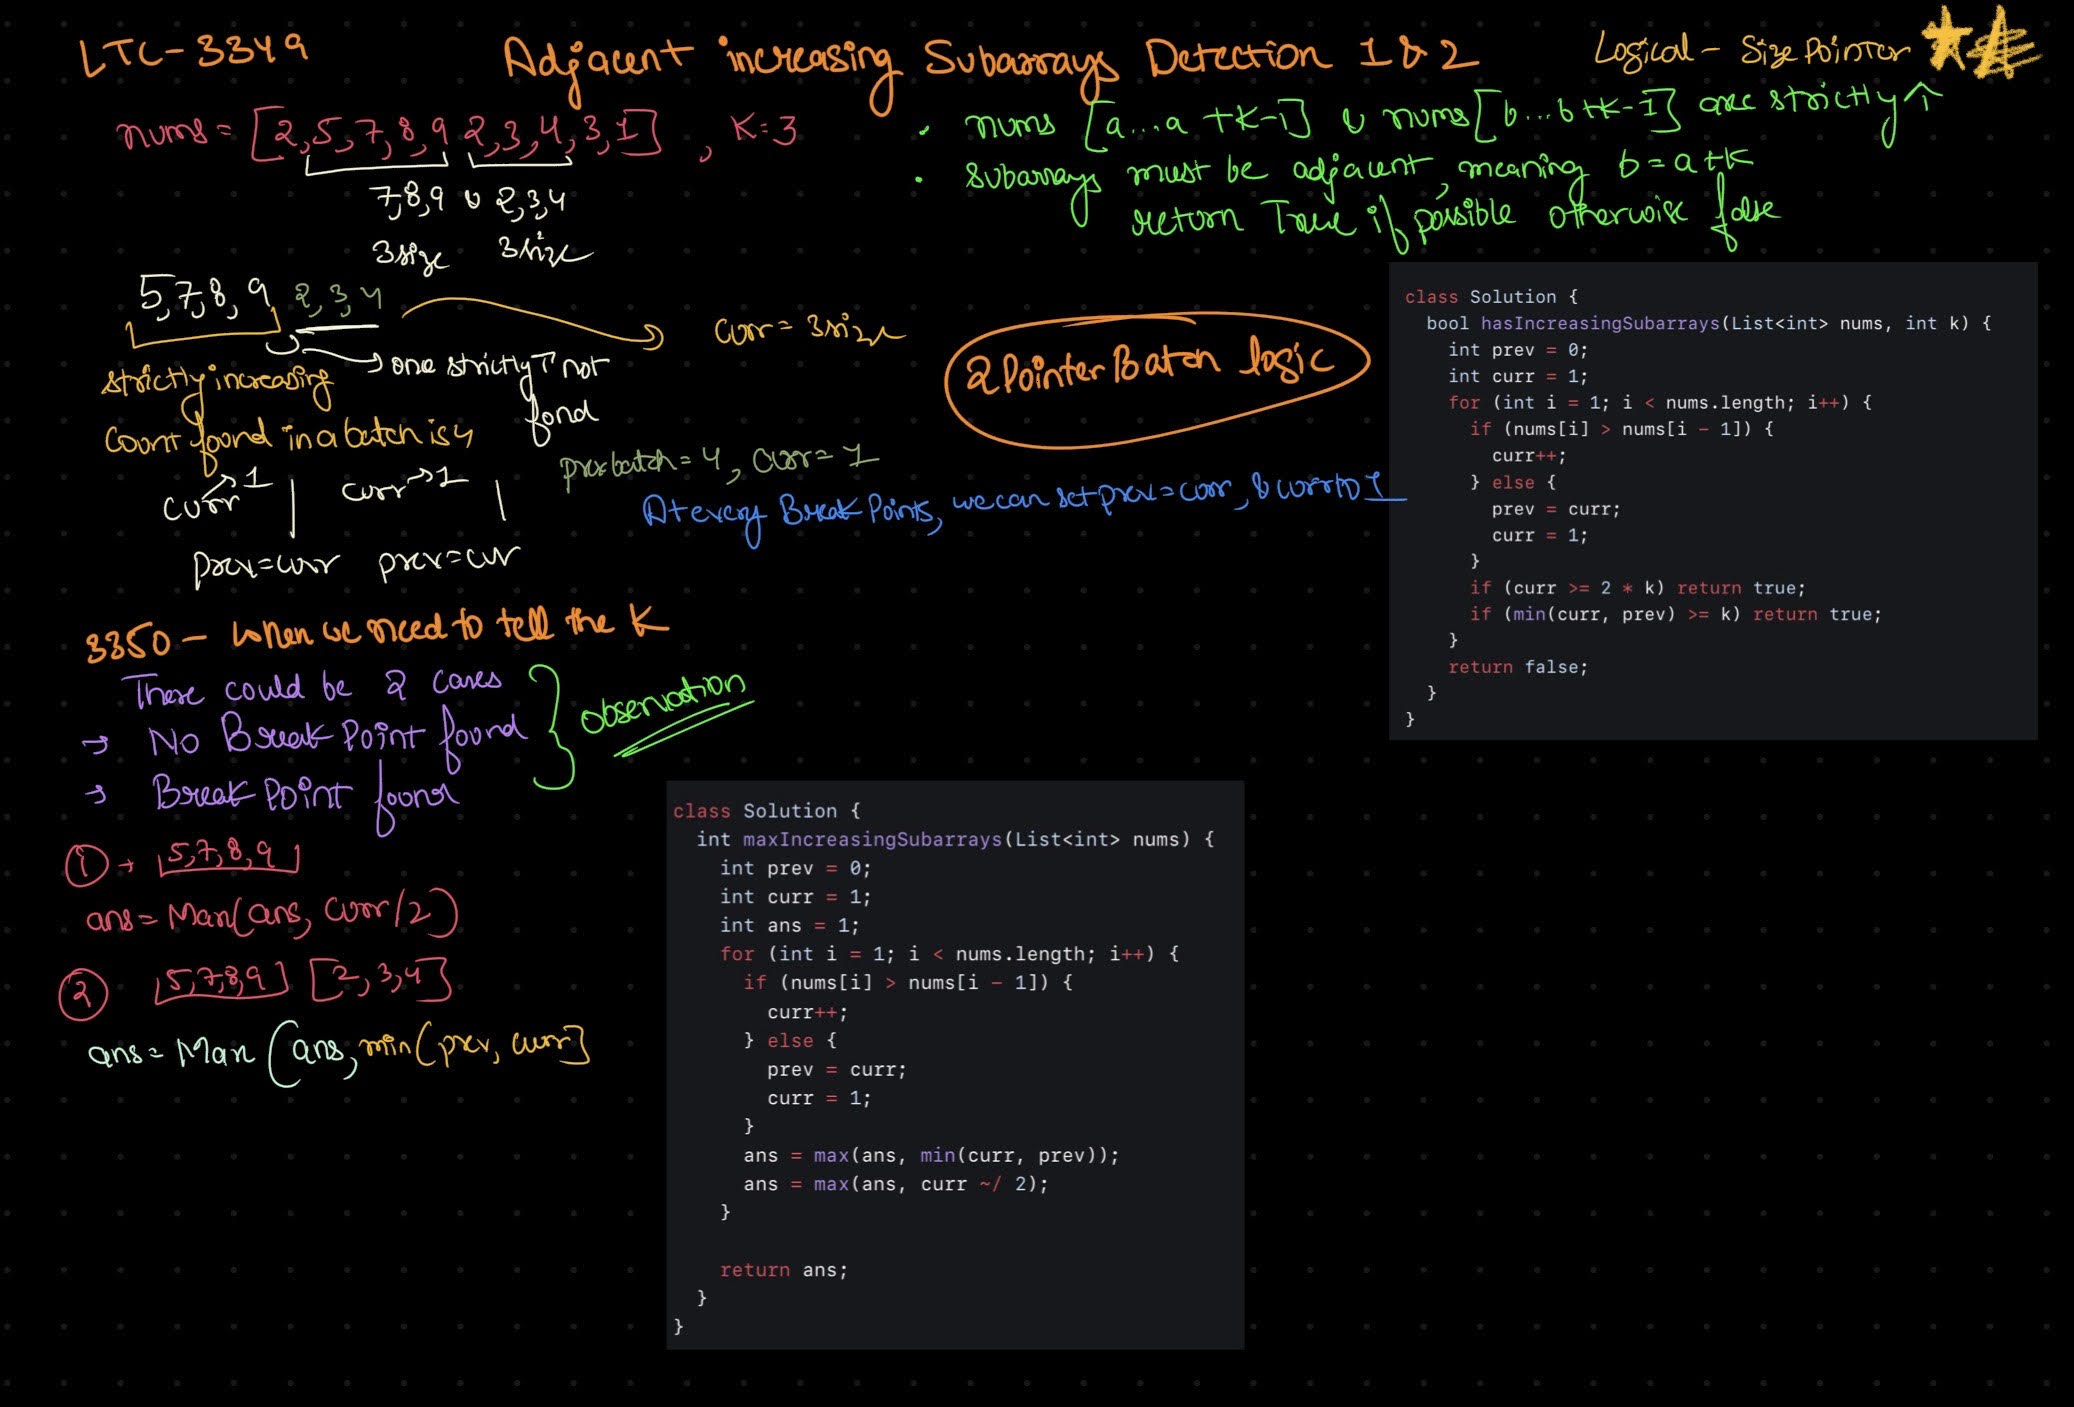 LTC-3349
Adjacent increasing Subarrays Detection 1 & 2
Logical - Size Pointer
nums = [2,5,7,8,9 2,3,4,3,1], K=3
7,8,9 & 2,3,4
3size 3size
• nums [a...a+k-1] & nums[b...b+k-1] are strictly ↑
• Subarrays must be adjacent, meaning b=a+k
return True if possible otherwise false
5,7,8,9 2,3,4
curr = 3size
→ one strictly ↑ not
fond
strictly increasing
Count found in a batch is 4
2 Pointer Batch logic
prev batch = 4, curr = 1
curr→1 | curr→1 |
At every Break Points, we can set prev=curr, & curr to 1
prev=curr prev=cur
class Solution {
bool hasIncreasingSubarrays(List<int> nums, int k) {
int prev = 0;
int curr = 1;
for (int i = 1; i < nums.length; i++) {
if (nums[i] > nums[i - 1]) {
curr++;
} else {
prev = curr;
curr = 1;
}
if (curr >= 2 * k) return true;
if (min(curr, prev) >= k) return true;
}
return false;
}
}
3350 - When we need to tell the K
There could be 2 cases
→ No Break Point found
→ Break Point found
observation
① → [5,7,8,9]
ans = Max(ans, curr/2)
② [5,7,8,9] [2,3,4]
ans = Max(ans, min(prev, curr]
class Solution {
int maxIncreasingSubarrays(List<int> nums) {
int prev = 0;
int curr = 1;
int ans = 1;
for (int i = 1; i < nums.length; i++) {
if (nums[i] > nums[i - 1]) {
curr++;
} else {
prev = curr;
curr = 1;
}
ans = max(ans, min(curr, prev));
ans = max(ans, curr ~/ 2);
}
return ans;
}
}